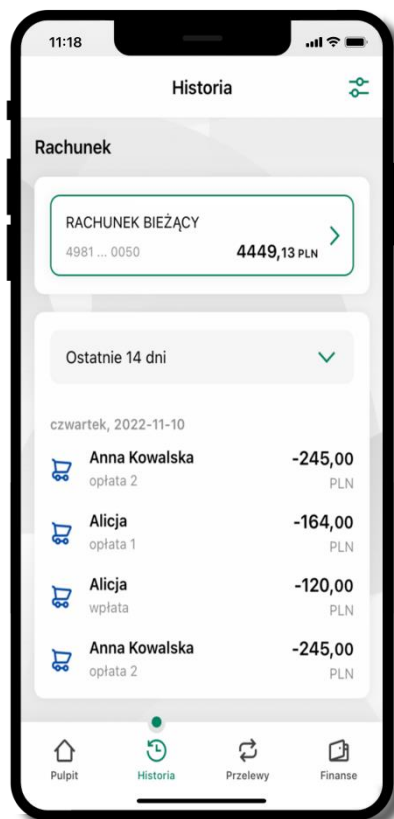 11:18
Historia
Rachunek
RACHUNEK BIEŻĄCY
4981 ... 0050 4449,13 PLN
Ostatnie 14 dni
czwartek, 2022-11-10
Anna Kowalska -245,00
opłata 2 PLN
Alicja -164,00
opłata 1 PLN
Alicja -120,00
wpłata PLN
Anna Kowalska -245,00
opłata 2 PLN
Pulpit Historia Przelewy Finanse